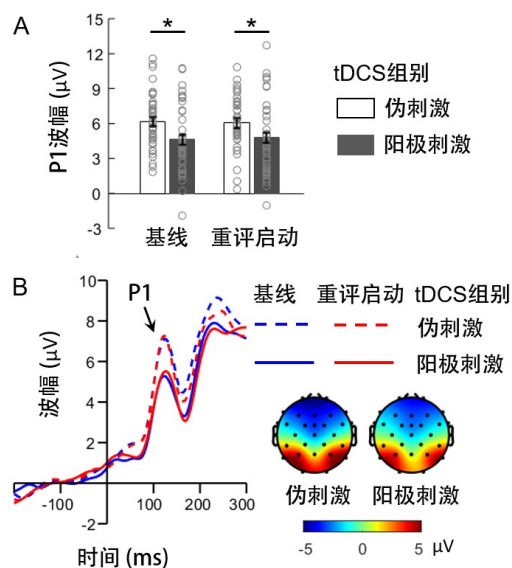 A
15
12
9
6
3
0
-3
P1波幅 (μV)
*
*
基线
重评启动
tDCS组别
伪刺激
阳极刺激
B
10
8
6
4
2
-2
波幅 (μV)
P1
-100
100
200
300
时间 (ms)
基线 重评启动 tDCS组别
伪刺激
阳极刺激
伪刺激 阳极刺激
-5 0 5 μV